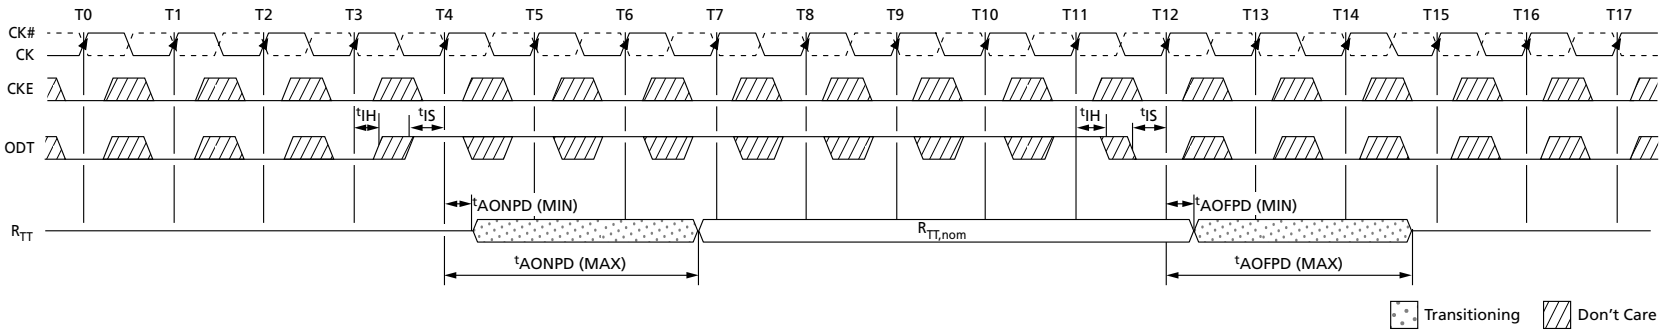 T0 T1 T2 T3 T4 T5 T6 T7 T8 T9 T10 T11 T12 T13 T14 T15 T16 T17
CK#
CK
CKE
tIH tIS tIH tIS
ODT
tAONPD (MIN) tAOFPD (MIN)
RTT RTT,nom
tAONPD (MAX) tAOFPD (MAX)
Transitioning Don't Care